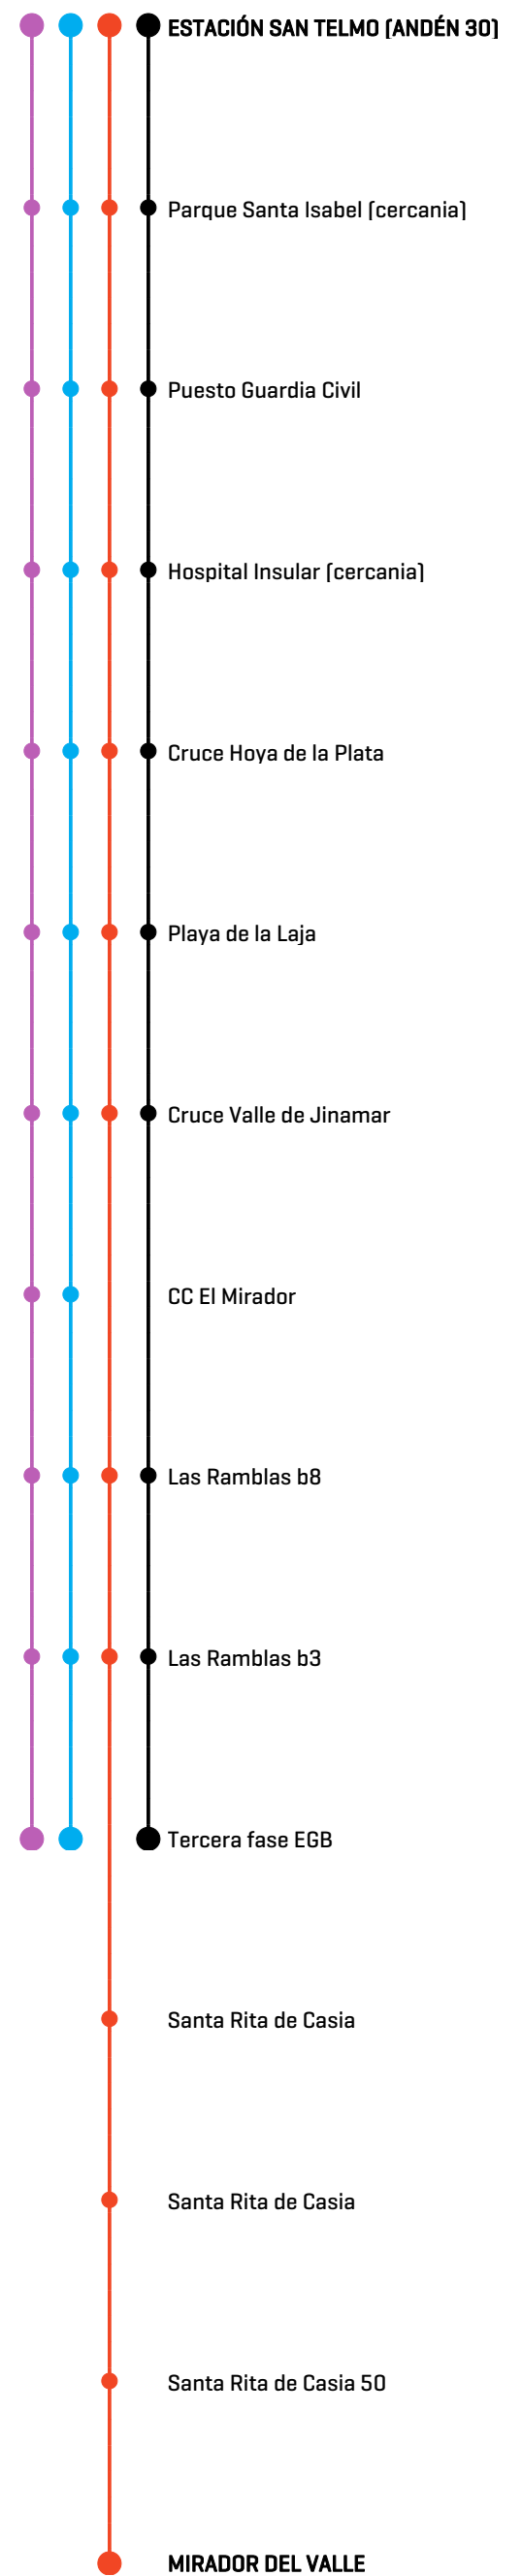 ESTACIÓN SAN TELMO (ANDÉN 30)
Parque Santa Isabel (cercania)
Puesto Guardia Civil
Hospital Insular (cercania)
Cruce Hoya de la Plata
Playa de la Laja
Cruce Valle de Jinamar
CC El Mirador
Las Ramblas b8
Las Ramblas b3
Tercera fase EGB
Santa Rita de Casia
Santa Rita de Casia
Santa Rita de Casia 50
MIRADOR DEL VALLE